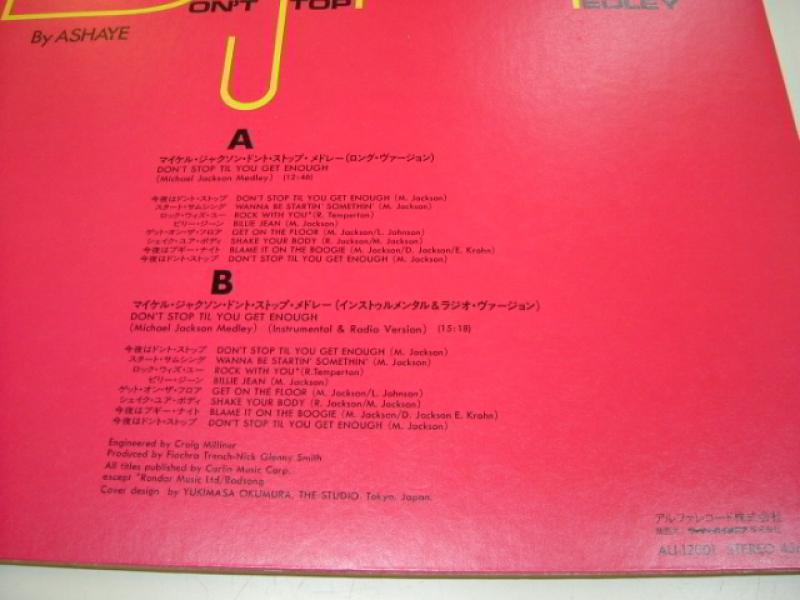 ON'T TOP EDLEY
By ASHAYE
A
マイケル・ジャクソン・ドント・ストップ・メドレー(ロング・ヴァージョン)
DON'T STOP TIL YOU GET ENOUGH
(Michael Jackson Medley) (12:46)
今夜はドント・ストップ DON'T STOP TIL YOU GET ENOUGH (M. Jackson)
スタート・サムシング WANNA BE STARTIN' SOMETHIN' (M. Jackson)
ロック・ウィズ・ユー ROCK WITH YOU*(R. Temperton)
ビリー・ジーン BILLIE JEAN (M. Jackson)
ゲット・オン・ザ・フロア GET ON THE FLOOR (M. Jackson/L. Johnson)
シェイク・ユア・ボディ SHAKE YOUR BODY (R. Jackson/M. Jackson)
今夜はブギー・ナイト BLAME IT ON THE BOOGIE (M. Jackson/D. Jackson/E. Krohn)
今夜はドント・ストップ DON'T STOP TIL YOU GET ENOUGH (M. Jackson)
B
マイケル・ジャクソン・ドント・ストップ・メドレー(インストゥルメンタル&ラジオ・ヴァージョン)
DON'T STOP TIL YOU GET ENOUGH
(Michael Jackson Medley) (Instrumental & Radio Version) (15:18)
今夜はドント・ストップ DON'T STOP TIL YOU GET ENOUGH (M. Jackson)
スタート・サムシング WANNA BE STARTIN' SOMETHIN' (M. Jackson)
ロック・ウィズ・ユー ROCK WITH YOU*(R.Temperton)
ビリー・ジーン BILLIE JEAN (M. Jackson)
ゲット・オン・ザ・フロア GET ON THE FLOOR (M. Jackson/L. Johnson)
シェイク・ユア・ボディ SHAKE YOUR BODY (R. Jackson/M. Jackson)
今夜はブギー・ナイト BLAME IT ON THE BOOGIE (M. Jackson/D. Jackson E. Krohn)
今夜はドント・ストップ DON'T STOP TIL YOU GET ENOUGH (M. Jackson)
Engineered by Craig Milliner
Produced by Fiachra Trench-Nick Glenny Smith
All titles published by Carlin Music Corp.
except *Rondor Music Ltd/Rodsong
Cover design by YUKIMASA OKUMURA, THE STUDIO, Tokyo, Japan.
アルファレコード株式会社
ALI-12001 STEREO